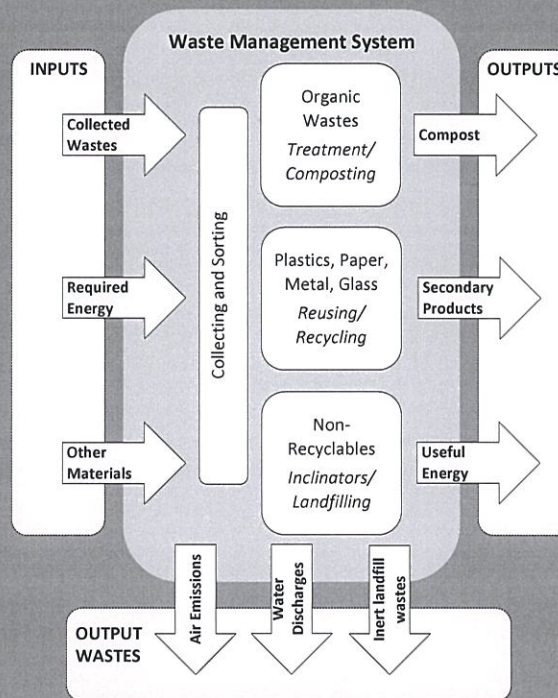 Waste Management System
INPUTS
Collected
Wastes
Required
Energy
Other
Materials
Collecting and Sorting
Organic
Wastes
Treatment/
Composting
Plastics, Paper,
Metal, Glass
Reusing/
Recycling
Non-
Recyclables
Inclinators/
Landfilling
OUTPUTS
Compost
Secondary
Products
Useful
Energy
Air Emissions
Water
Discharges
Inert landfill
wastes
OUTPUT
WASTES